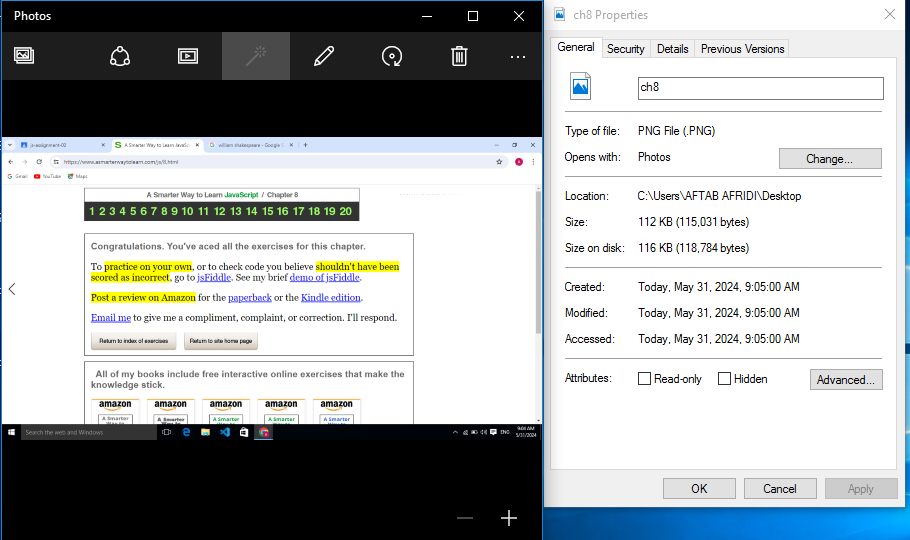 Photos
js-assignment-02
A Smarter Way to Learn JavaSc
william shakespeare - Google S
https://www.asmarterwaytolearn.com/js/8.html
Gmail YouTube Maps
A Smarter Way to Learn JavaScript / Chapter 8
1 2 3 4 5 6 7 8 9 10 11 12 13 14 15 16 17 18 19 20
Congratulations. You've aced all the exercises for this chapter.
To practice on your own, or to check code you believe shouldn't have been
scored as incorrect, go to jsFiddle. See my brief demo of jsFiddle.
Post a review on Amazon for the paperback or the Kindle edition.
Email me to give me a compliment, complaint, or correction. I'll respond.
Return to index of exercises Return to site home page
All of my books include free interactive online exercises that make the
knowledge stick.
amazon amazon amazon amazon amazon
A Smarter A Smarter A Smarter A Smarter A Smarter
Search the web and Windows
ENG
9:04 AM
5/31/2024
ch8 Properties
General Security Details Previous Versions
ch8
Type of file: PNG File (.PNG)
Opens with: Photos Change...
Location: C:\Users\AFTAB AFRIDI\Desktop
Size: 112 KB (115,031 bytes)
Size on disk: 116 KB (118,784 bytes)
Created: Today, May 31, 2024, 9:05:00 AM
Modified: Today, May 31, 2024, 9:05:00 AM
Accessed: Today, May 31, 2024, 9:05:00 AM
Attributes: Read-only Hidden Advanced...
OK Cancel Apply